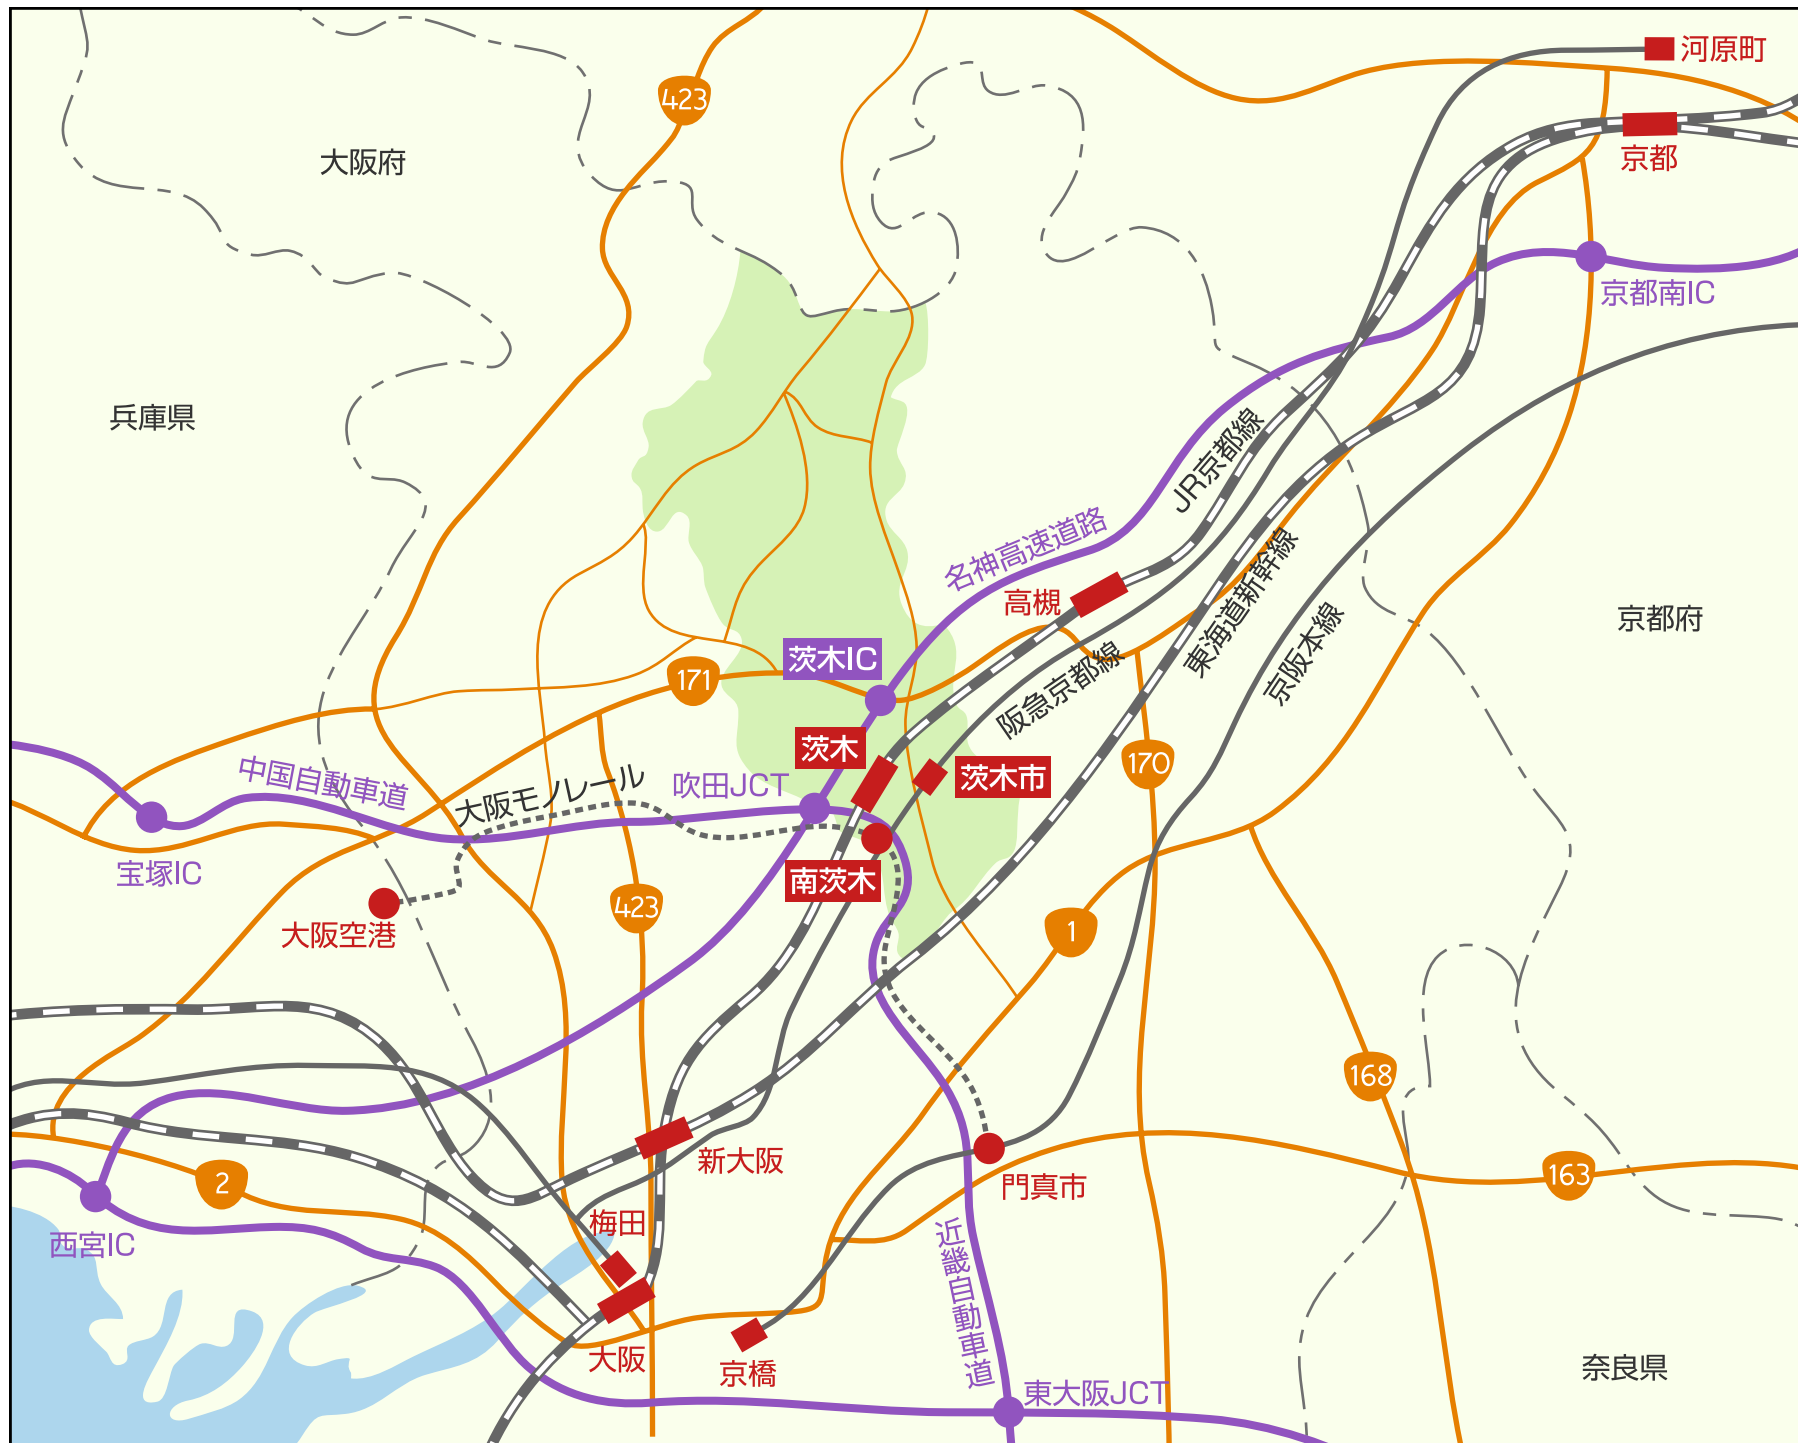 河原町
423
京都
大阪府
京都南IC
兵庫県
JR京都線
名神高速道路
東海道新幹線
高槻
京都府
京阪本線
茨木IC
阪急京都線
171
茨木
170
茨木市
中国自動車道
大阪モノレール
吹田JCT
宝塚IC
南茨木
423
大阪空港
1
168
新大阪
163
2
門真市
梅田
西宮IC
近畿自動車道
大阪
京橋
奈良県
東大阪JCT